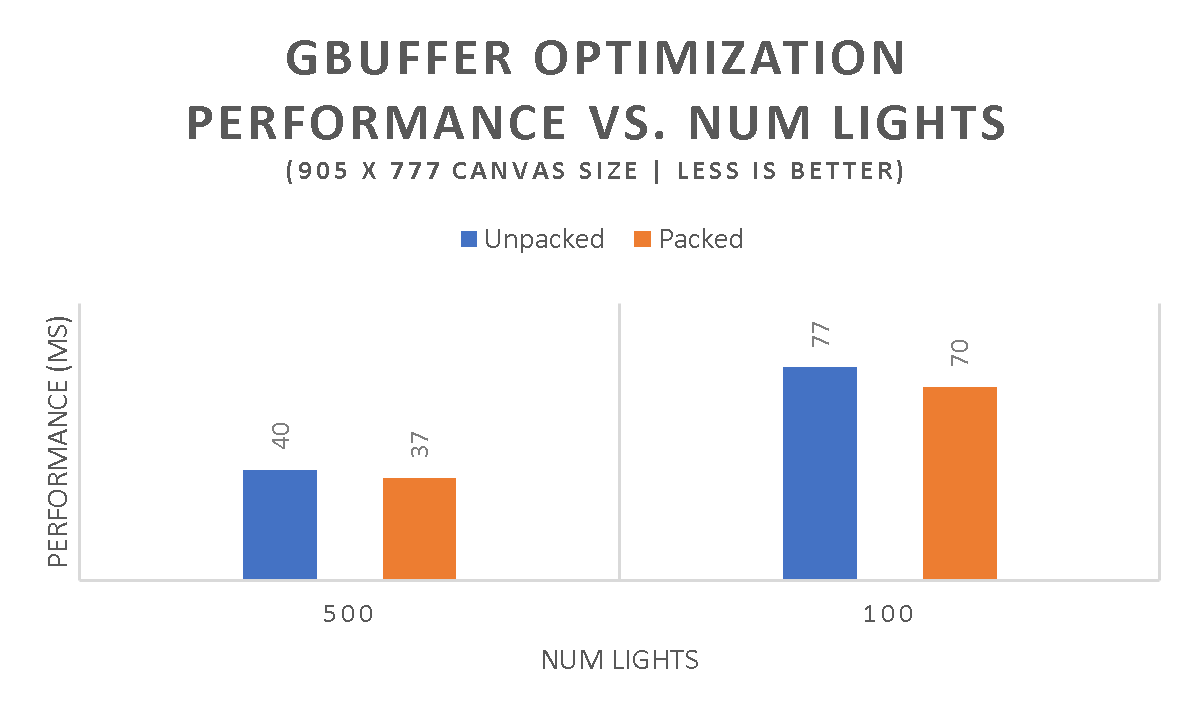 GBUFFER OPTIMIZATION
PERFORMANCE VS. NUM LIGHTS
(905 X 777 CANVAS SIZE | LESS IS BETTER)
Unpacked Packed
PERFORMANCE (MS)
40
37
77
70
500
100
NUM LIGHTS